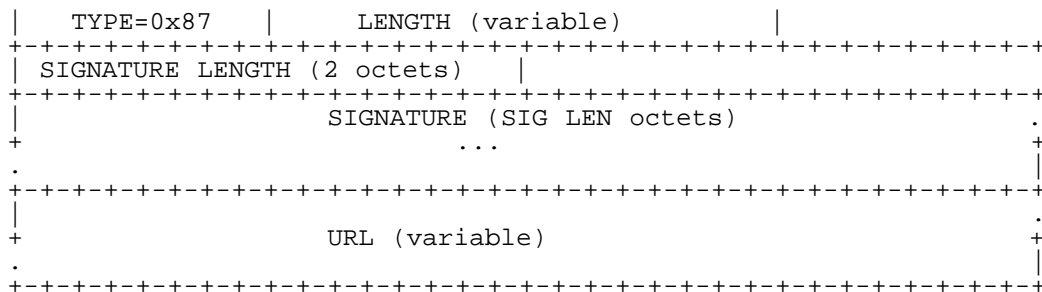 |    TYPE=0x87    |      LENGTH (variable)          |
+-+-+-+-+-+-+-+-+-+-+-+-+-+-+-+-+-+-+-+-+-+-+-+-+-+-+-+-+-+-+-+-+
| SIGNATURE LENGTH (2 octets)    |
+-+-+-+-+-+-+-+-+-+-+-+-+-+-+-+-+-+-+-+-+-+-+-+-+-+-+-+-+-+-+-+-+
|                   SIGNATURE (SIG LEN octets)                   .
+                            ...                                 +
.                                                                |
+-+-+-+-+-+-+-+-+-+-+-+-+-+-+-+-+-+-+-+-+-+-+-+-+-+-+-+-+-+-+-+-+
|                                                                .
+                   URL (variable)                               +
.                                                                |
+-+-+-+-+-+-+-+-+-+-+-+-+-+-+-+-+-+-+-+-+-+-+-+-+-+-+-+-+-+-+-+-+